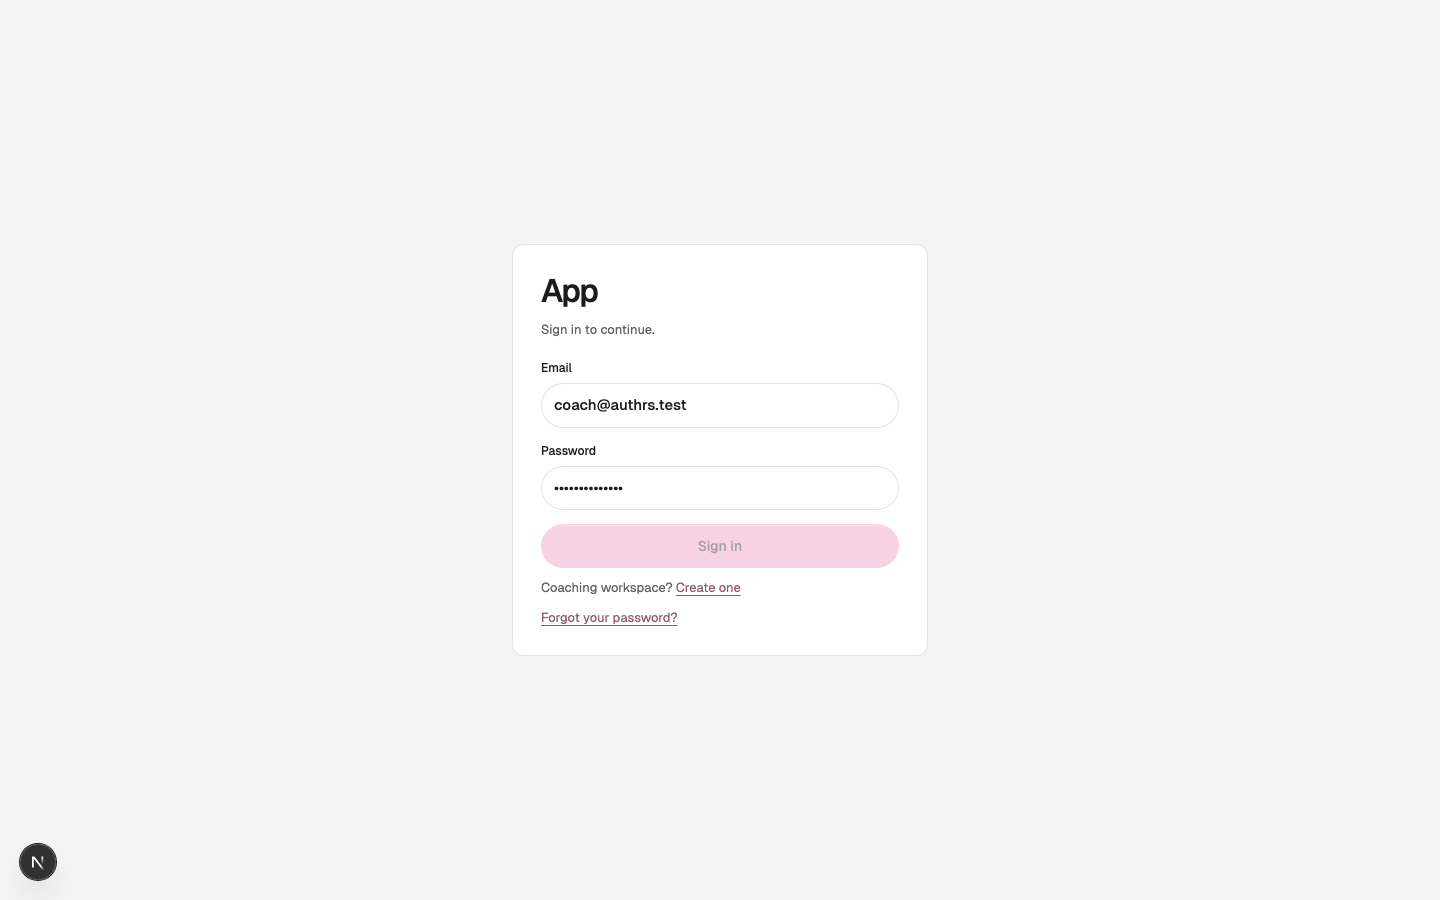 App
Sign in to continue.
Email
coach@authrs.test
Password
••••••••••••••
Sign in
Coaching workspace? Create one
Forgot your password?
N